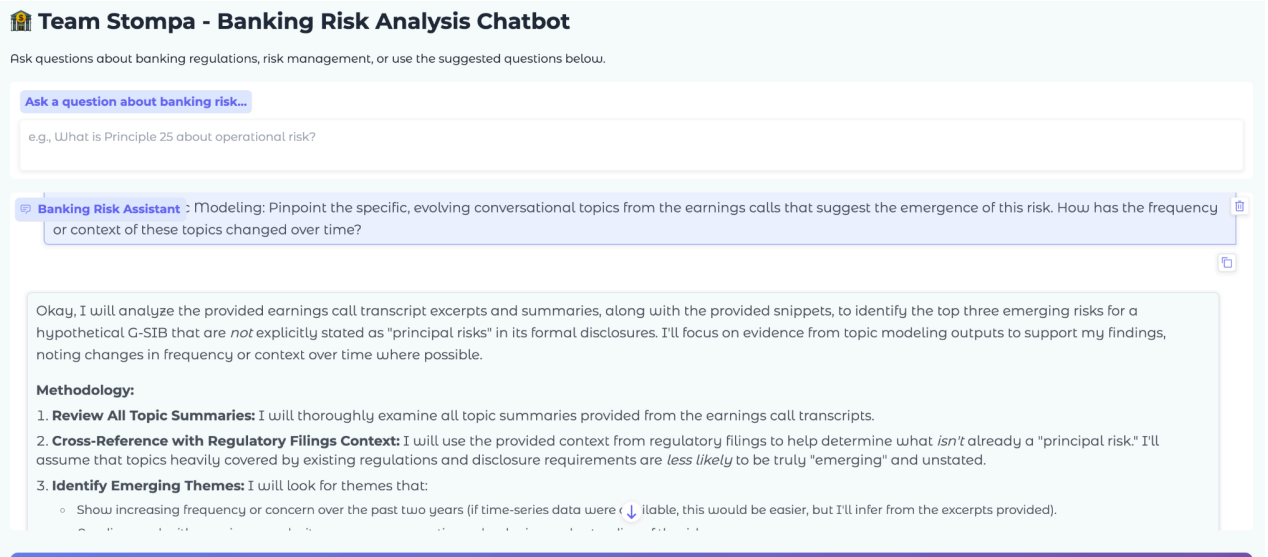 Team Stompa - Banking Risk Analysis Chatbot
Ask questions about banking regulations, risk management, or use the suggested questions below.
Ask a question about banking risk...
e.g., What is Principle 25 about operational risk?
Banking Risk Assistant
c Modeling: Pinpoint the specific, evolving conversational topics from the earnings calls that suggest the emergence of this risk. How has the frequency
or context of these topics changed over time?
Okay, I will analyze the provided earnings call transcript excerpts and summaries, along with the provided snippets, to identify the top three emerging risks for a
hypothetical G-SIB that are not explicitly stated as "principal risks" in its formal disclosures. I'll focus on evidence from topic modeling outputs to support my findings,
noting changes in frequency or context over time where possible.
Methodology:
1. Review All Topic Summaries: I will thoroughly examine all topic summaries provided from the earnings call transcripts.
2. Cross-Reference with Regulatory Filings Context: I will use the provided context from regulatory filings to help determine what isn't already a "principal risk." I'll
assume that topics heavily covered by existing regulations and disclosure requirements are less likely to be truly "emerging" and unstated.
3. Identify Emerging Themes: I will look for themes that:
Show increasing frequency or concern over the past two years (if time-series data were ilable, this would be easier, but I'll infer from the excerpts provided).